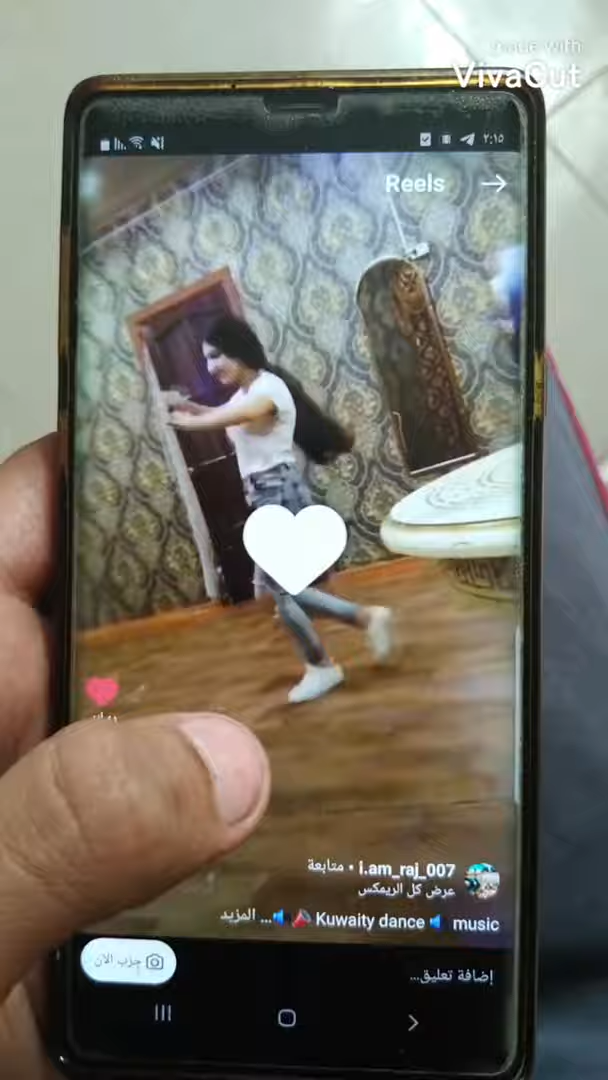 Made with
VivaCut
٢:١٥
Reels
i.am_raj_007 • متابعة
عرض كل الريمكس
music 🔈 Kuwaity dance 📣🔈... المزيد
جرّب الآن
إضافة تعليق...